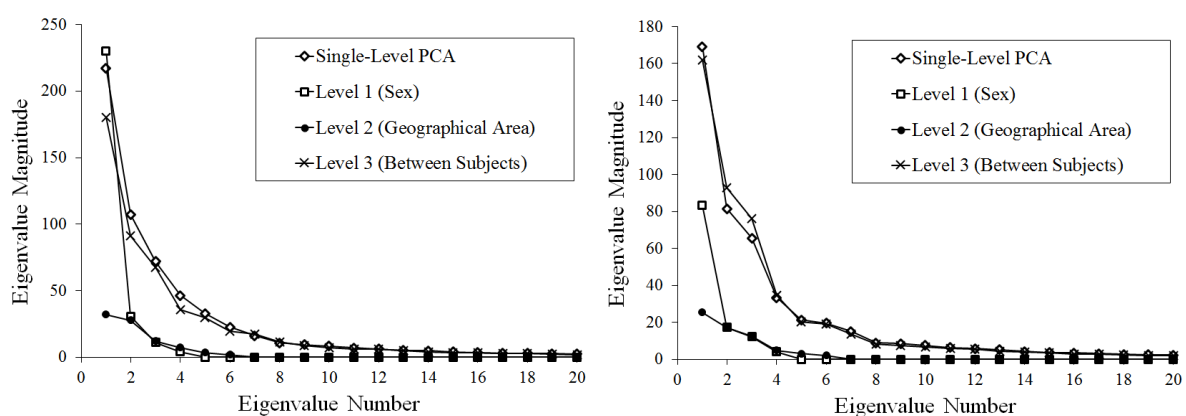 250
200
150
100
50
0
Eigenvalue Magnitude
Single-Level PCA
Level 1 (Sex)
Level 2 (Geographical Area)
Level 3 (Between Subjects)
0 2 4 6 8 10 12 14 16 18 20
Eigenvalue Number
180
160
140
120
100
80
60
40
20
0
Eigenvalue Magnitude
Single-Level PCA
Level 1 (Sex)
Level 2 (Geographical Area)
Level 3 (Between Subjects)
0 2 4 6 8 10 12 14 16 18 20
Eigenvalue Number